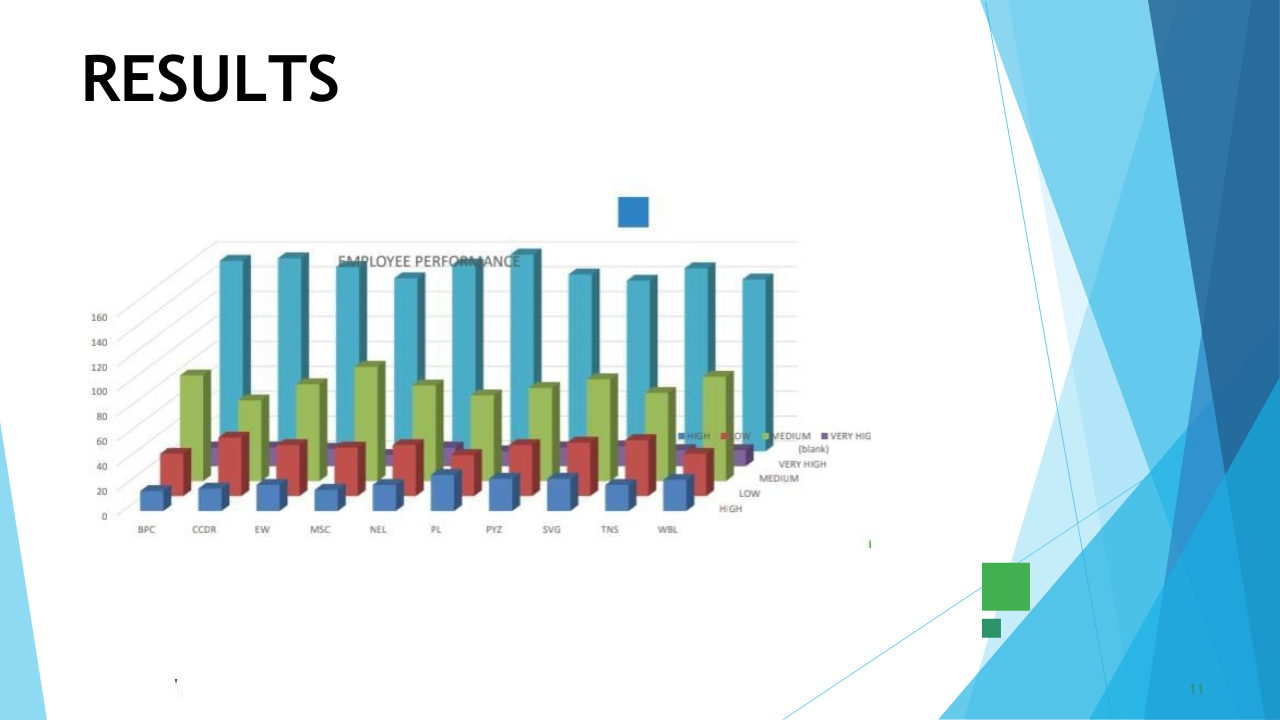 RESULTS
EMPLOYEE PERFORMANCE
160
140
120
100
80
60
40
20
0
HIGH LOW MEDIUM VERY HIG
(blank)
VERY HIGH
MEDIUM
LOW
HIGH
BPC CCDR EW MSC NEL PL PYZ SVG TNS WBL
11